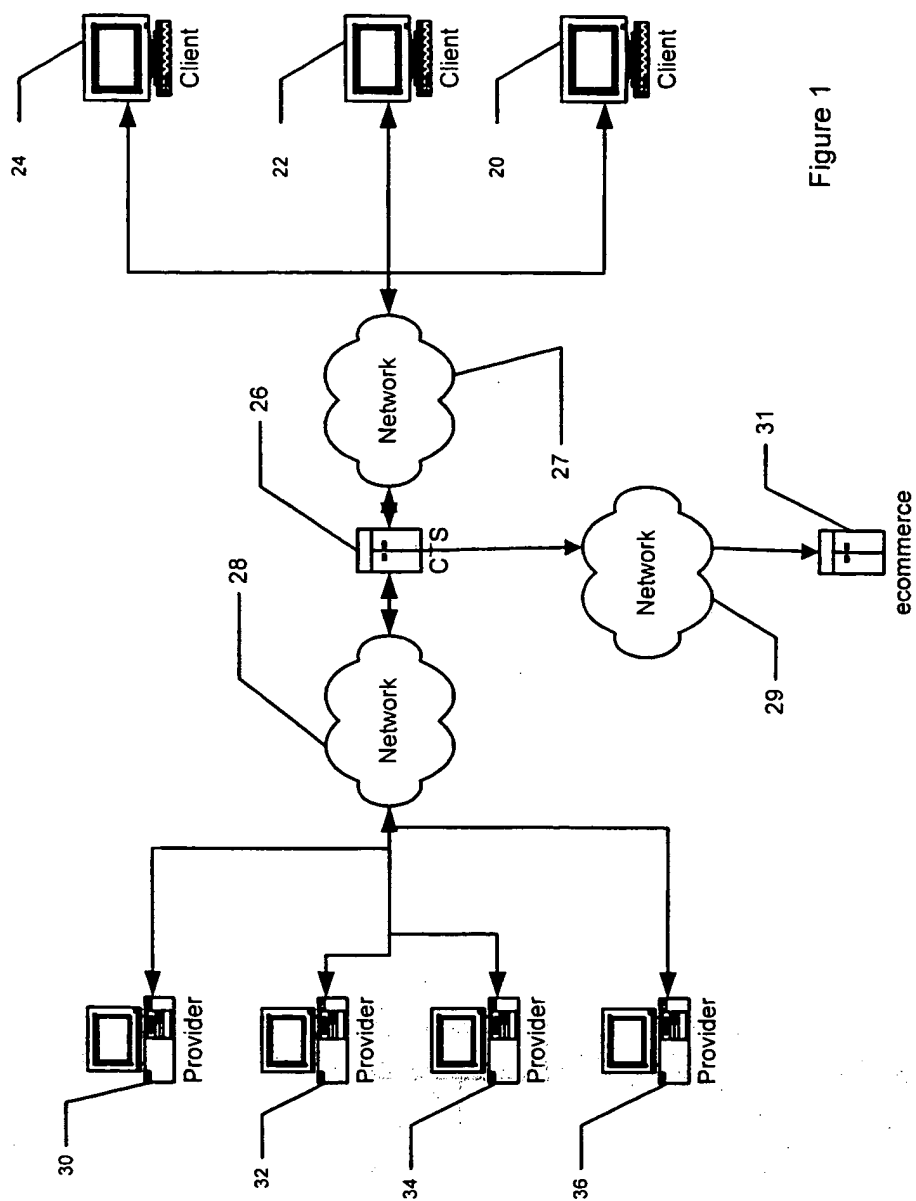 24
Client
22
Client
20
Client
Figure 1
Network
27
26
CTS
28
Network
Network
29
31
ecommerce
30
Provider
32
Provider
34
Provider
36
Provider